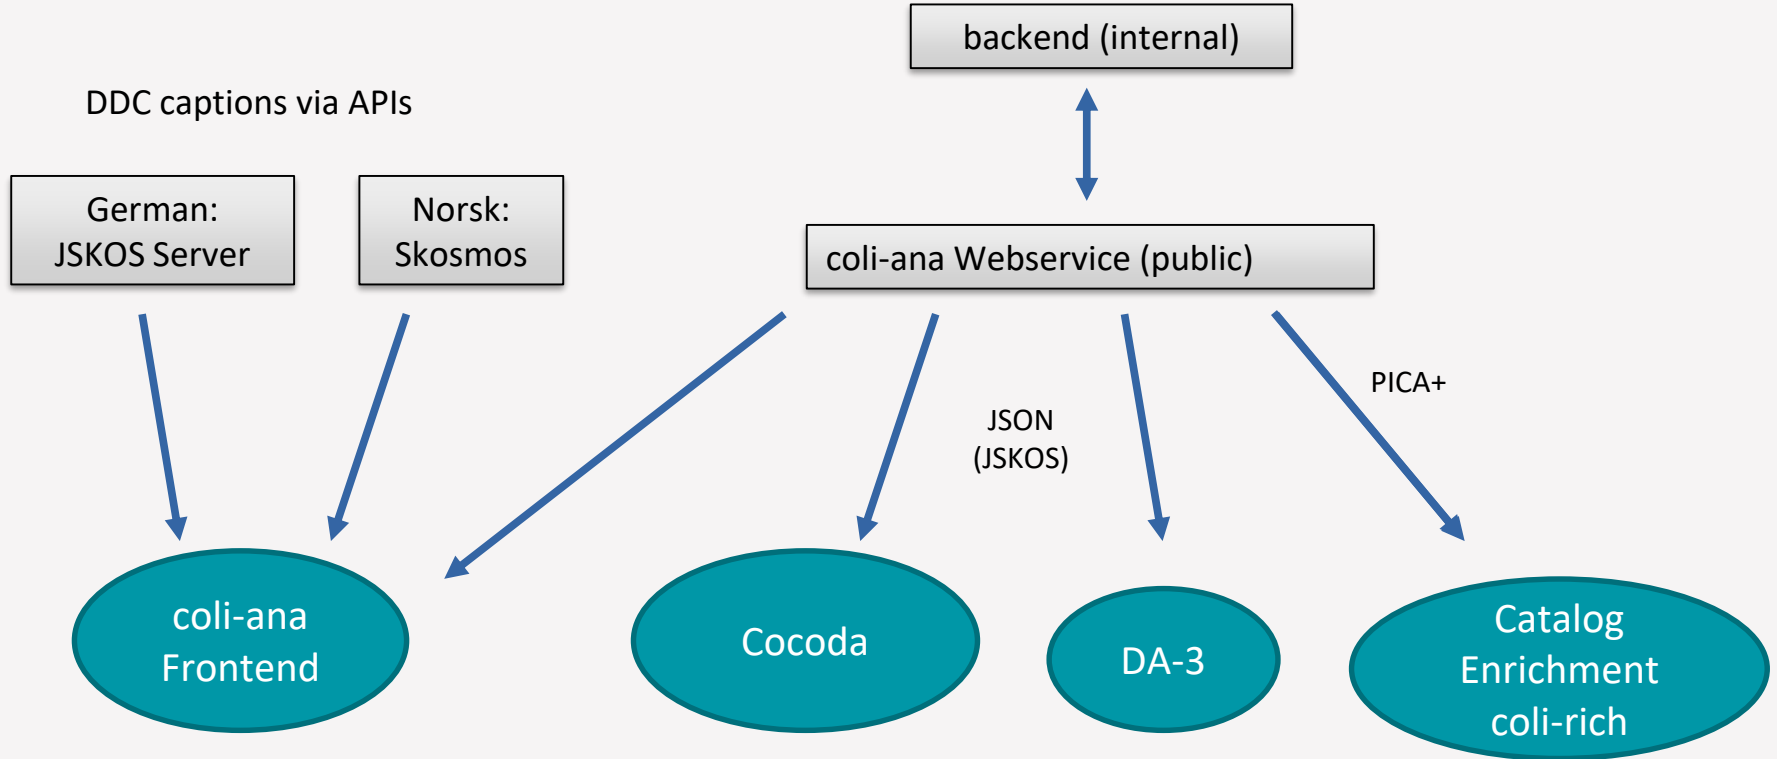 backend (internal)
DDC captions via APIs
German:
JSKOS Server
Norsk:
Skosmos
coli-ana Webservice (public)
PICA+
JSON
(JSKOS)
coli-ana
Frontend
Cocoda
DA-3
Catalog
Enrichment
coli-rich